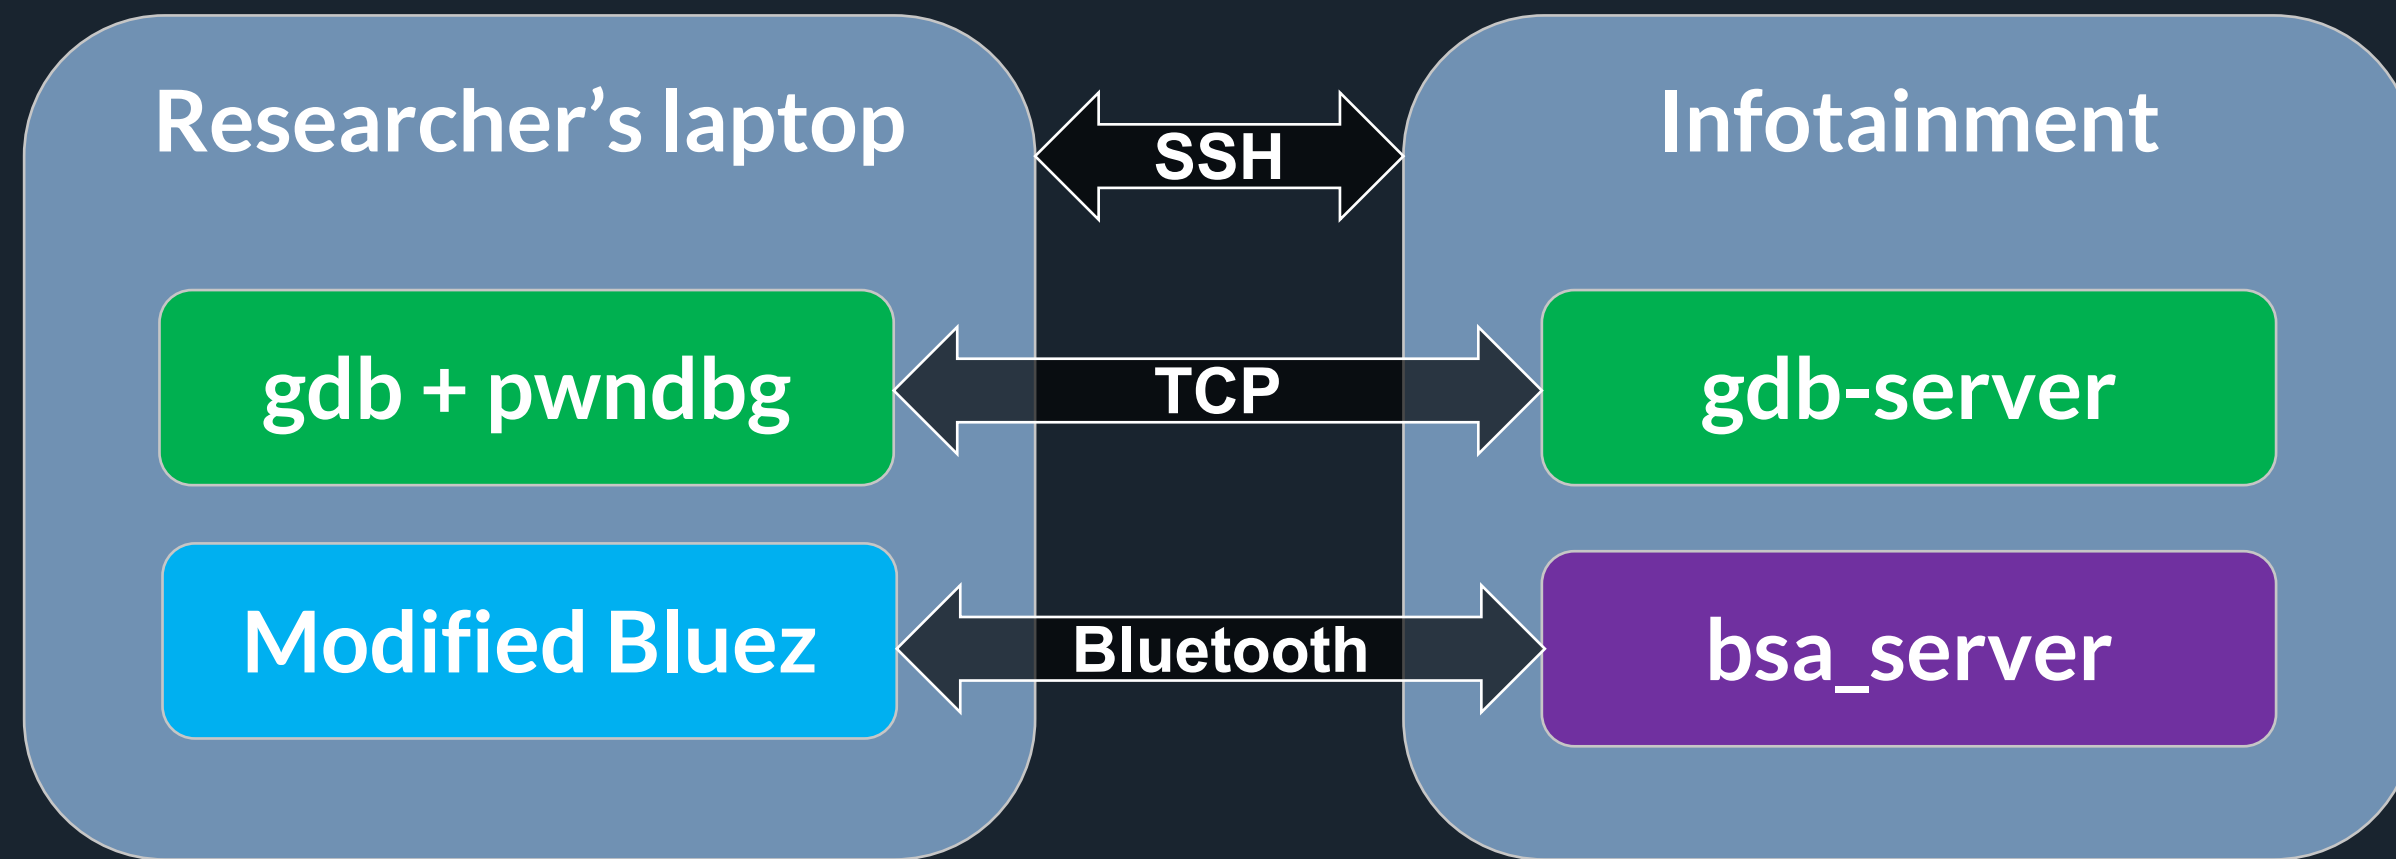 Researcher’s laptop
SSH
Infotainment
gdb + pwndbg
TCP
gdb-server
Modified Bluez
Bluetooth
bsa_server